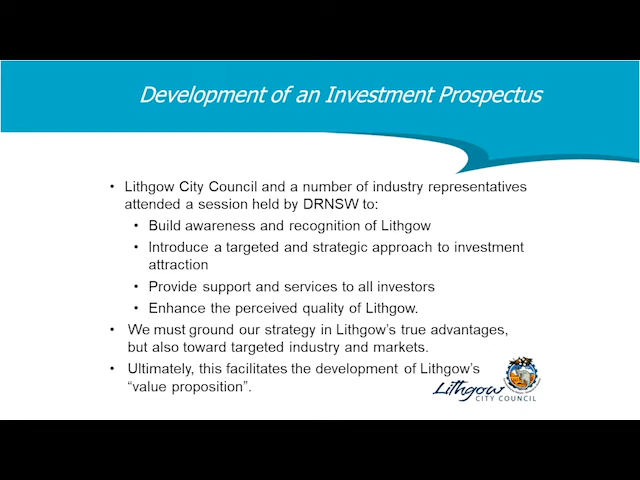 Development of an Investment Prospectus
• Lithgow City Council and a number of industry representatives
attended a session held by DRNSW to:
• Build awareness and recognition of Lithgow
• Introduce a targeted and strategic approach to investment
attraction
• Provide support and services to all investors
• Enhance the perceived quality of Lithgow.
• We must ground our strategy in Lithgow’s true advantages,
but also toward targeted industry and markets.
• Ultimately, this facilitates the development of Lithgow’s
“value proposition”.
Lithgow
CITY COUNCIL